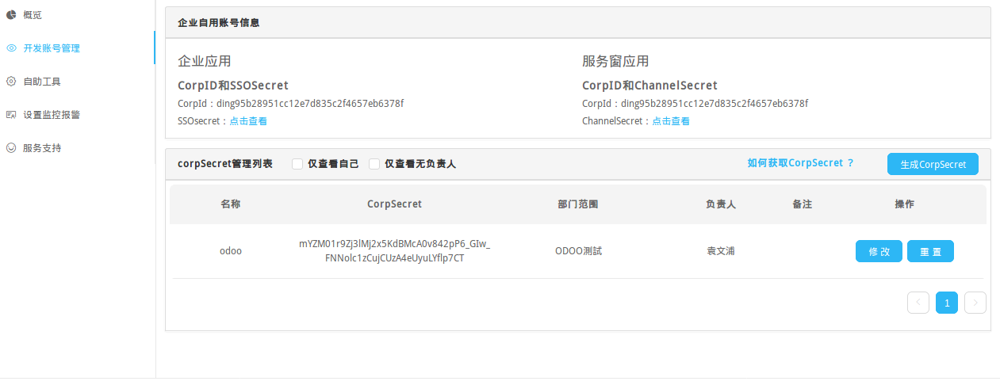 概览
开发账号管理
自助工具
设置监控报警
服务支持
企业自用账号信息
企业应用
CorpID和SSOSecret
CorpId：ding95b28951cc12e7d835c2f4657eb6378f
SSOsecret：点击查看
服务窗应用
CorpID和ChannelSecret
CorpId：ding95b28951cc12e7d835c2f4657eb6378f
ChannelSecret：点击查看
corpSecret管理列表 仅查看自己 仅查看无负责人 如何获取CorpSecret ？ 生成CorpSecret
名称 CorpSecret 部门范围 负责人 备注 操作
odoo mYZM01r9Zj3lMj2x5KdBMcA0v842pP6_GIw_ ODOO测試 袁文浦 修 改 重 置
FNNolc1zCujCUzA4eUyuLYflp7CT
1